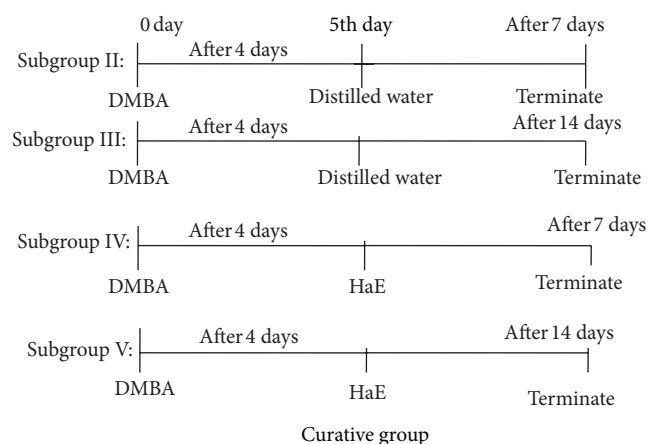 0 day 5th day After 7 days
After 4 days
Subgroup II:
DMBA Distilled water Terminate
After 4 days After 14 days
Subgroup III:
DMBA Distilled water Terminate
After 4 days After 7 days
Subgroup IV:
DMBA HaE Terminate
After 4 days After 14 days
Subgroup V:
DMBA HaE Terminate
Curative group